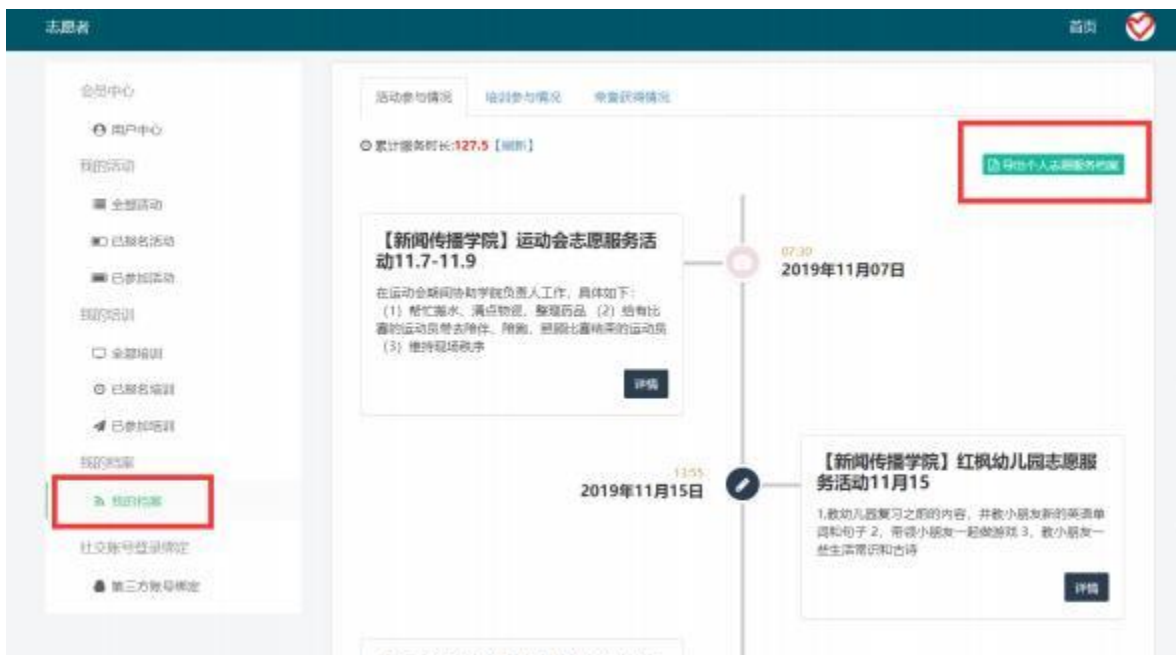 志愿者
首页
会员中心
用户中心
我的活动
全部活动
已报名活动
已参加活动
我的培训
全部培训
已报名培训
已参加培训
我的档案
我的档案
社交账号登录绑定
第三方账号绑定
活动参与情况 培训参与情况 荣誉获得情况
累计服务时长:127.5【刷新】
导出个人志愿服务档案
【新闻传播学院】运动会志愿服务活
动11.7-11.9
在运动会期间协助学院负责人工作，具体如下：
（1）帮忙搬水、清点物资、整理药品（2）给有比
赛的运动员带去陪伴、陪跑、照顾比赛结束的运动员
（3）维持现场秩序
详情
07:30
2019年11月07日
13:55
2019年11月15日
【新闻传播学院】红枫幼儿园志愿服
务活动11月15
1.教幼儿园复习之前的内容，并教小朋友新的英语单
词和句子 2、带领小朋友一起做游戏 3、教小朋友一
些生活常识和古诗
详情